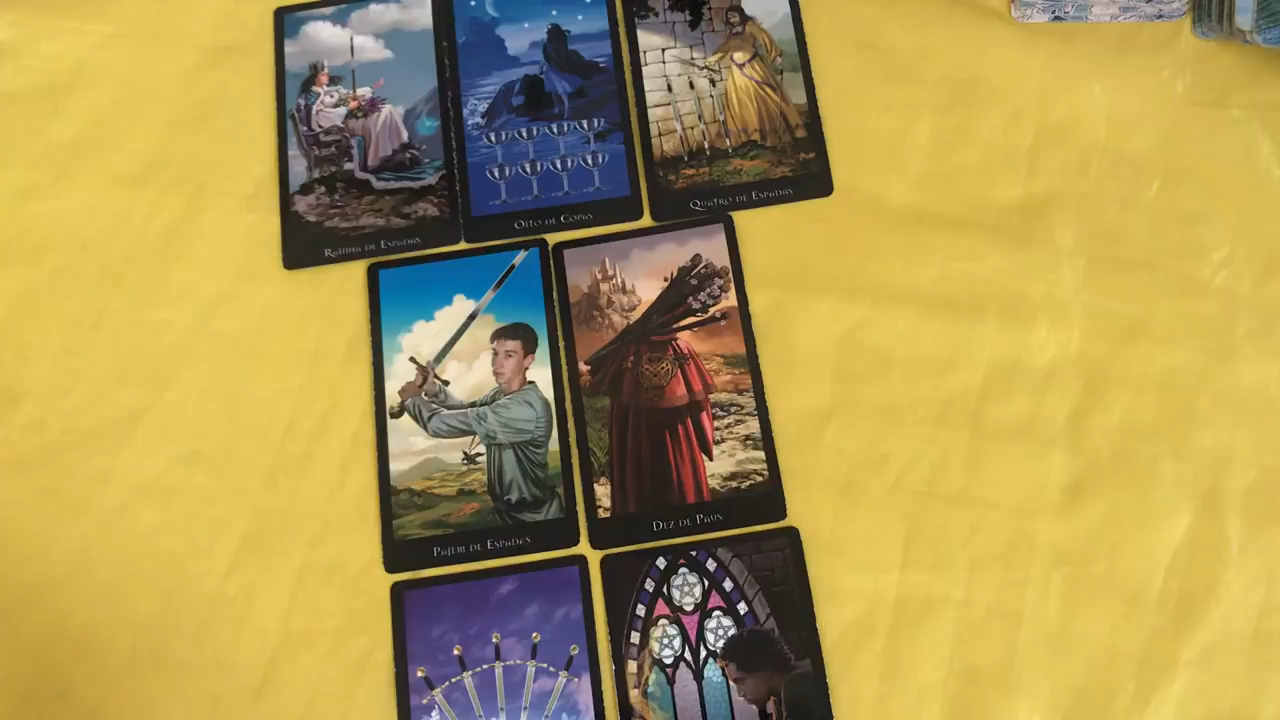 Rainha de Espadas
Oito de Copas
Quatro de Espadas
Pajem de Espadas
Dez de Paus